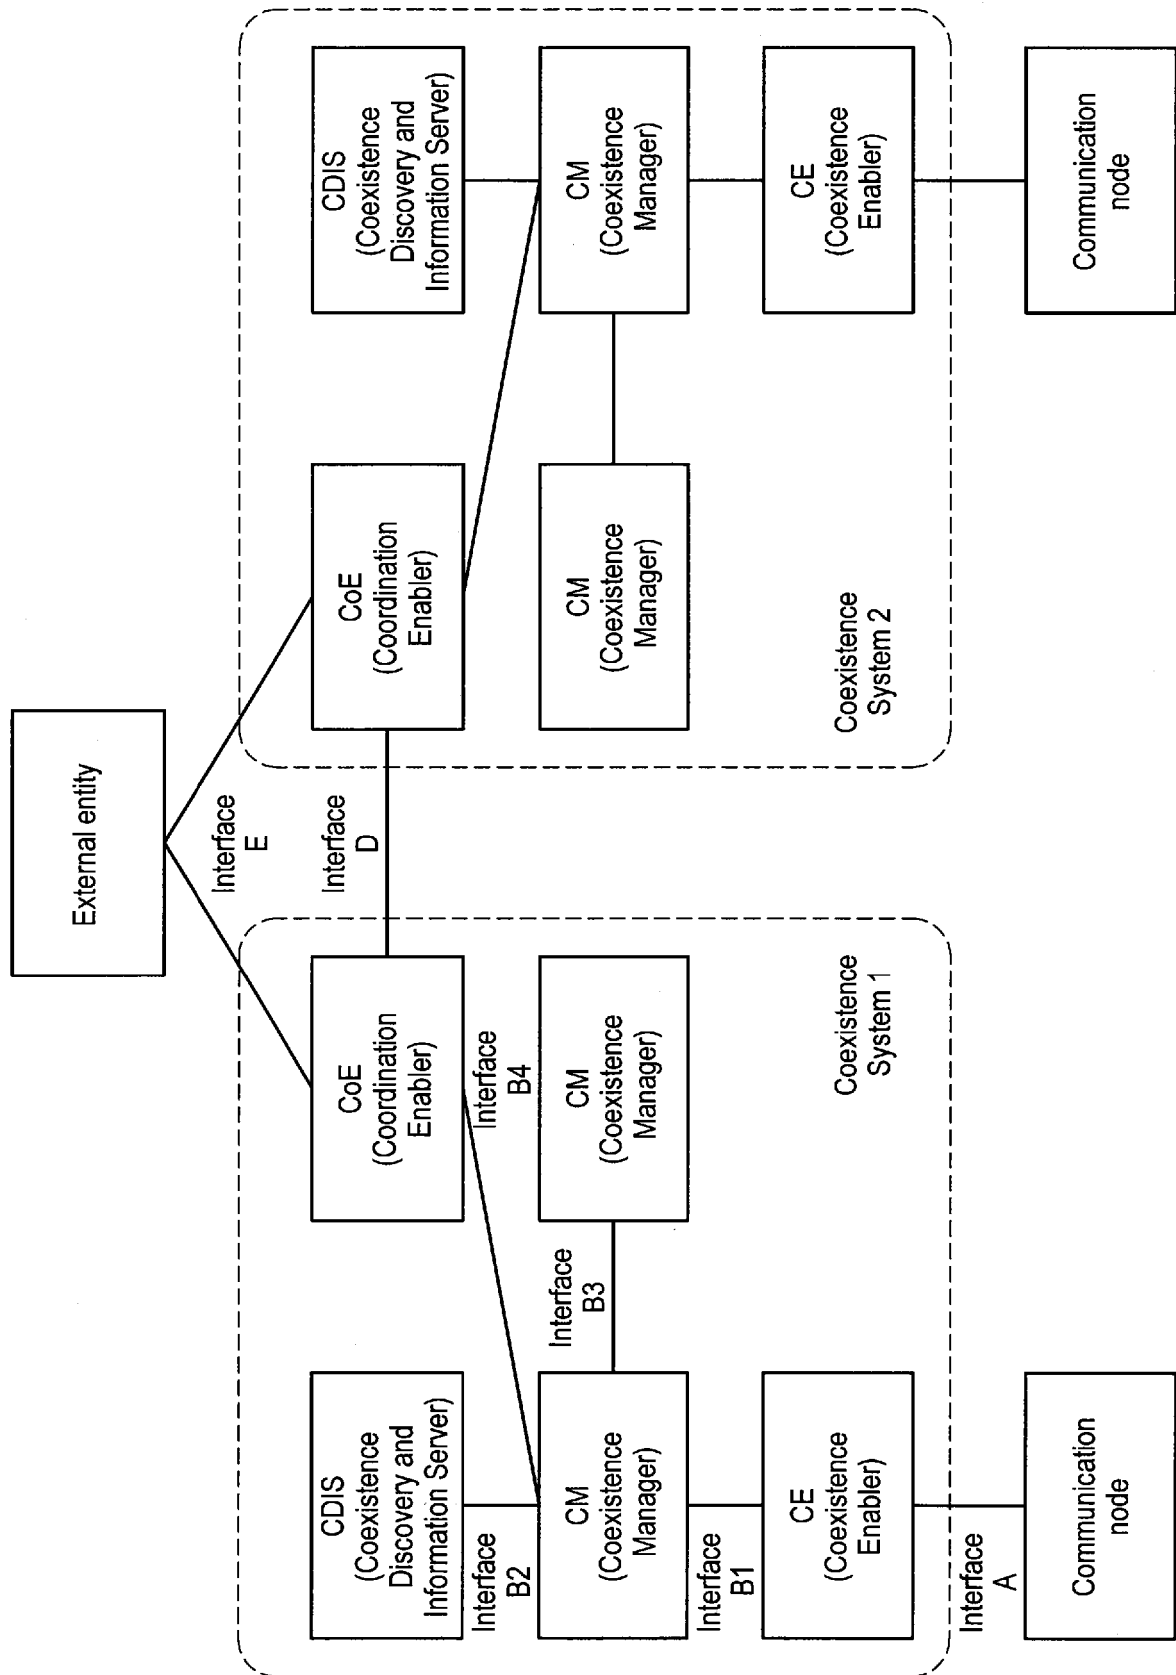 External entity
Interface
E
CDIS
(Coexistence
Discovery and
Information Server)
CoE
(Coordination
Enabler)
Interface
D
CoE
(Coordination
Enabler)
CDIS
(Coexistence
Discovery and
Information Server)
Interface
B2
Interface
B4
CM
(Coexistence
Manager)
Interface
B3
CM
(Coexistence
Manager)
CM
(Coexistence
Manager)
CM
(Coexistence
Manager)
Interface
B1
CE
(Coexistence
Enabler)
Coexistence
System 1
Coexistence
System 2
CE
(Coexistence
Enabler)
Interface
A
Communication
node
Communication
node